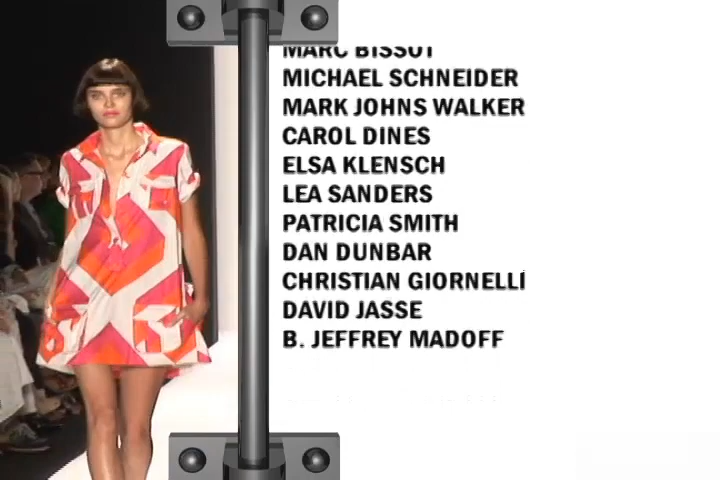 MARC BISSOT
MICHAEL SCHNEIDER
MARK JOHNS WALKER
CAROL DINES
ELSA KLENSCH
LEA SANDERS
PATRICIA SMITH
DAN DUNBAR
CHRISTIAN GIORNELLI
DAVID JASSE
B. JEFFREY MADOFF